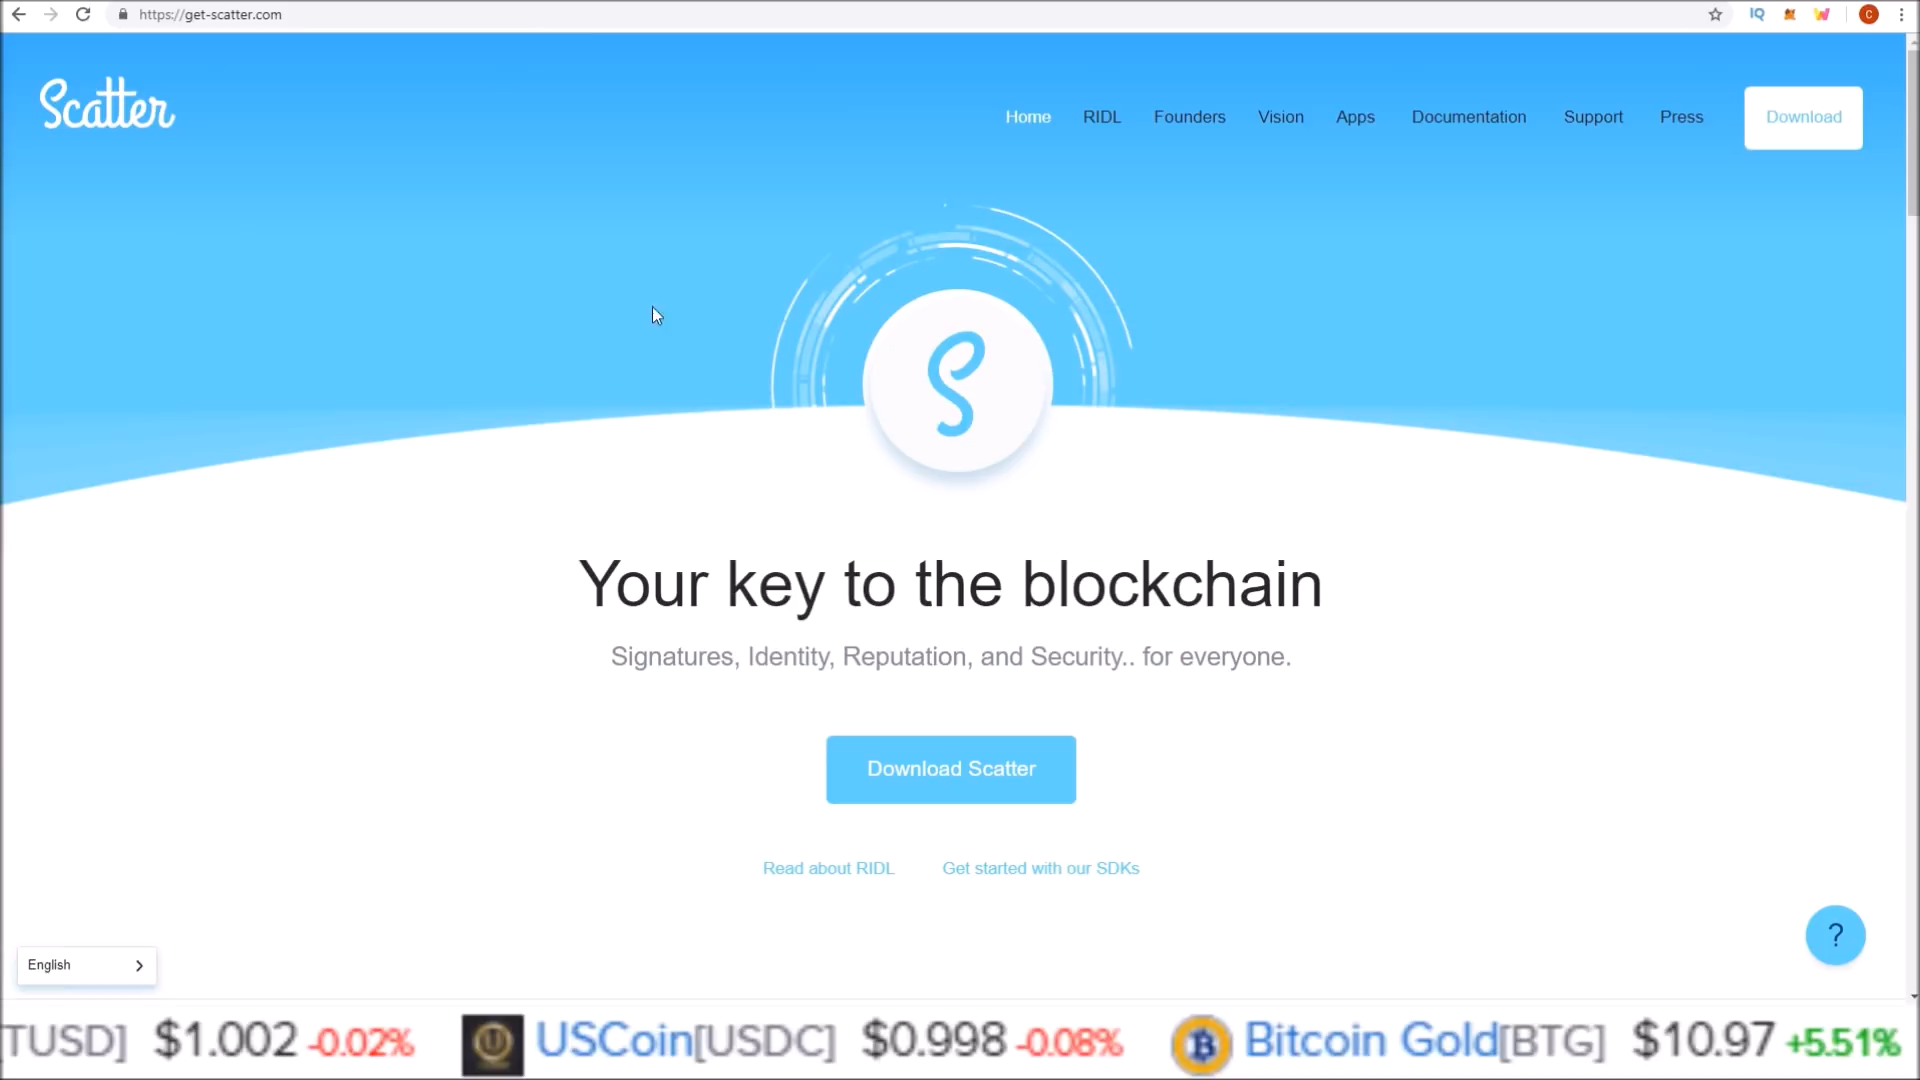 https://get-scatter.com
IQ
C
Scatter
Home RIDL Founders Vision Apps Documentation Support Press Download
S
Your key to the blockchain
Signatures, Identity, Reputation, and Security.. for everyone.
Download Scatter
Read about RIDL Get started with our SDKs
?
English
TUSD] $1.002 -0.02% USCoin[USDC] $0.998 -0.08% Bitcoin Gold[BTG] $10.97 +5.51%